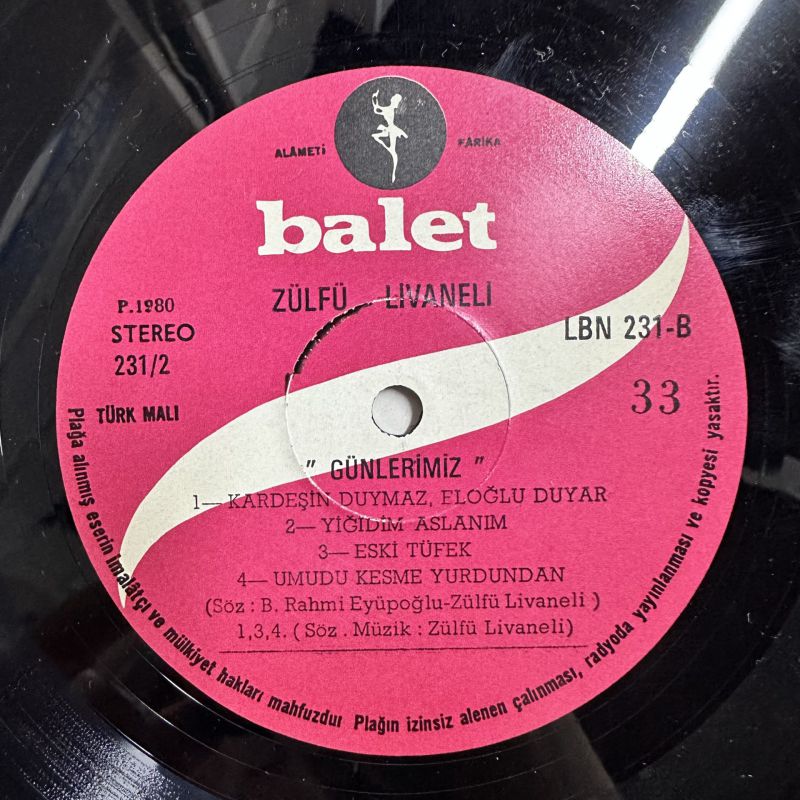 ALÂMETİ FÂRİKA
balet
ZÜLFÜ LİVANELİ
P.1980
STEREO
231/2
TÜRK MALI
LBN 231-B
33
" GÜNLERİMİZ "
1— KARDEŞİN DUYMAZ, ELOĞLU DUYAR
2— YİĞİDİM ASLANIM
3— ESKİ TÜFEK
4— UMUDU KESME YURDUNDAN
(Söz : B. Rahmi Eyüpoğlu-Zülfü Livaneli )
1,3,4. ( Söz . Müzik : Zülfü Livaneli)
Plağa alınmış eserin imalâtçı ve mülkiyet hakları mahfuzdur Plağın izinsiz alenen çalınması, radyoda yayınlanması ve kopyesi yasaktır.